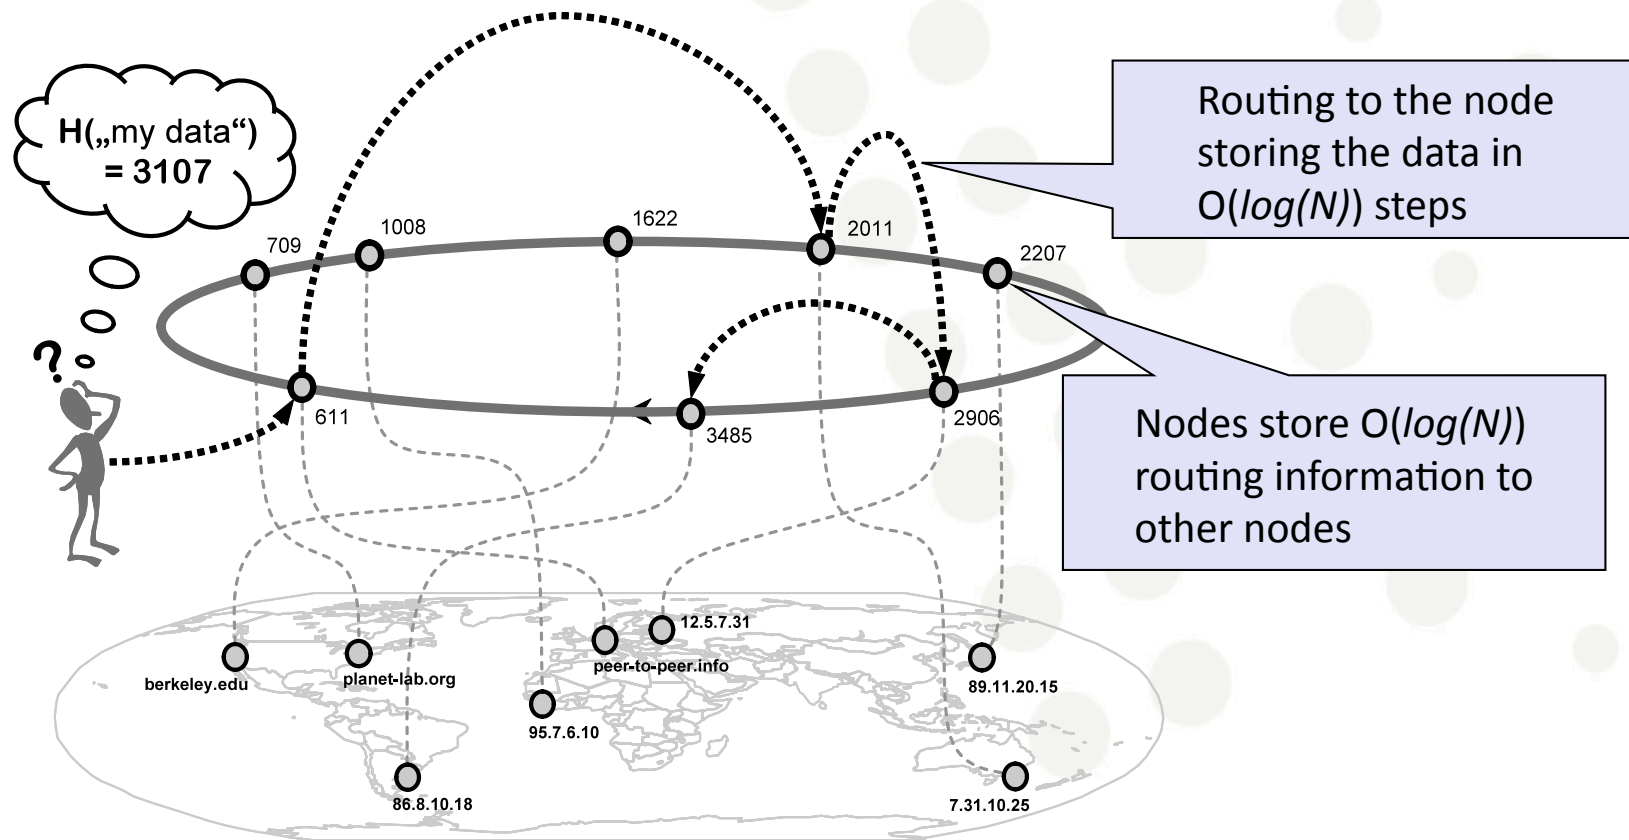 H(„my data“)
= 3107
?
Routing to the node
storing the data in
O(log(N)) steps
709
1008
1622
2011
2207
611
3485
2906
Nodes store O(log(N))
routing information to
other nodes
berkeley.edu
planet-lab.org
peer-to-peer.info
12.5.7.31
95.7.6.10
89.11.20.15
86.8.10.18
7.31.10.25